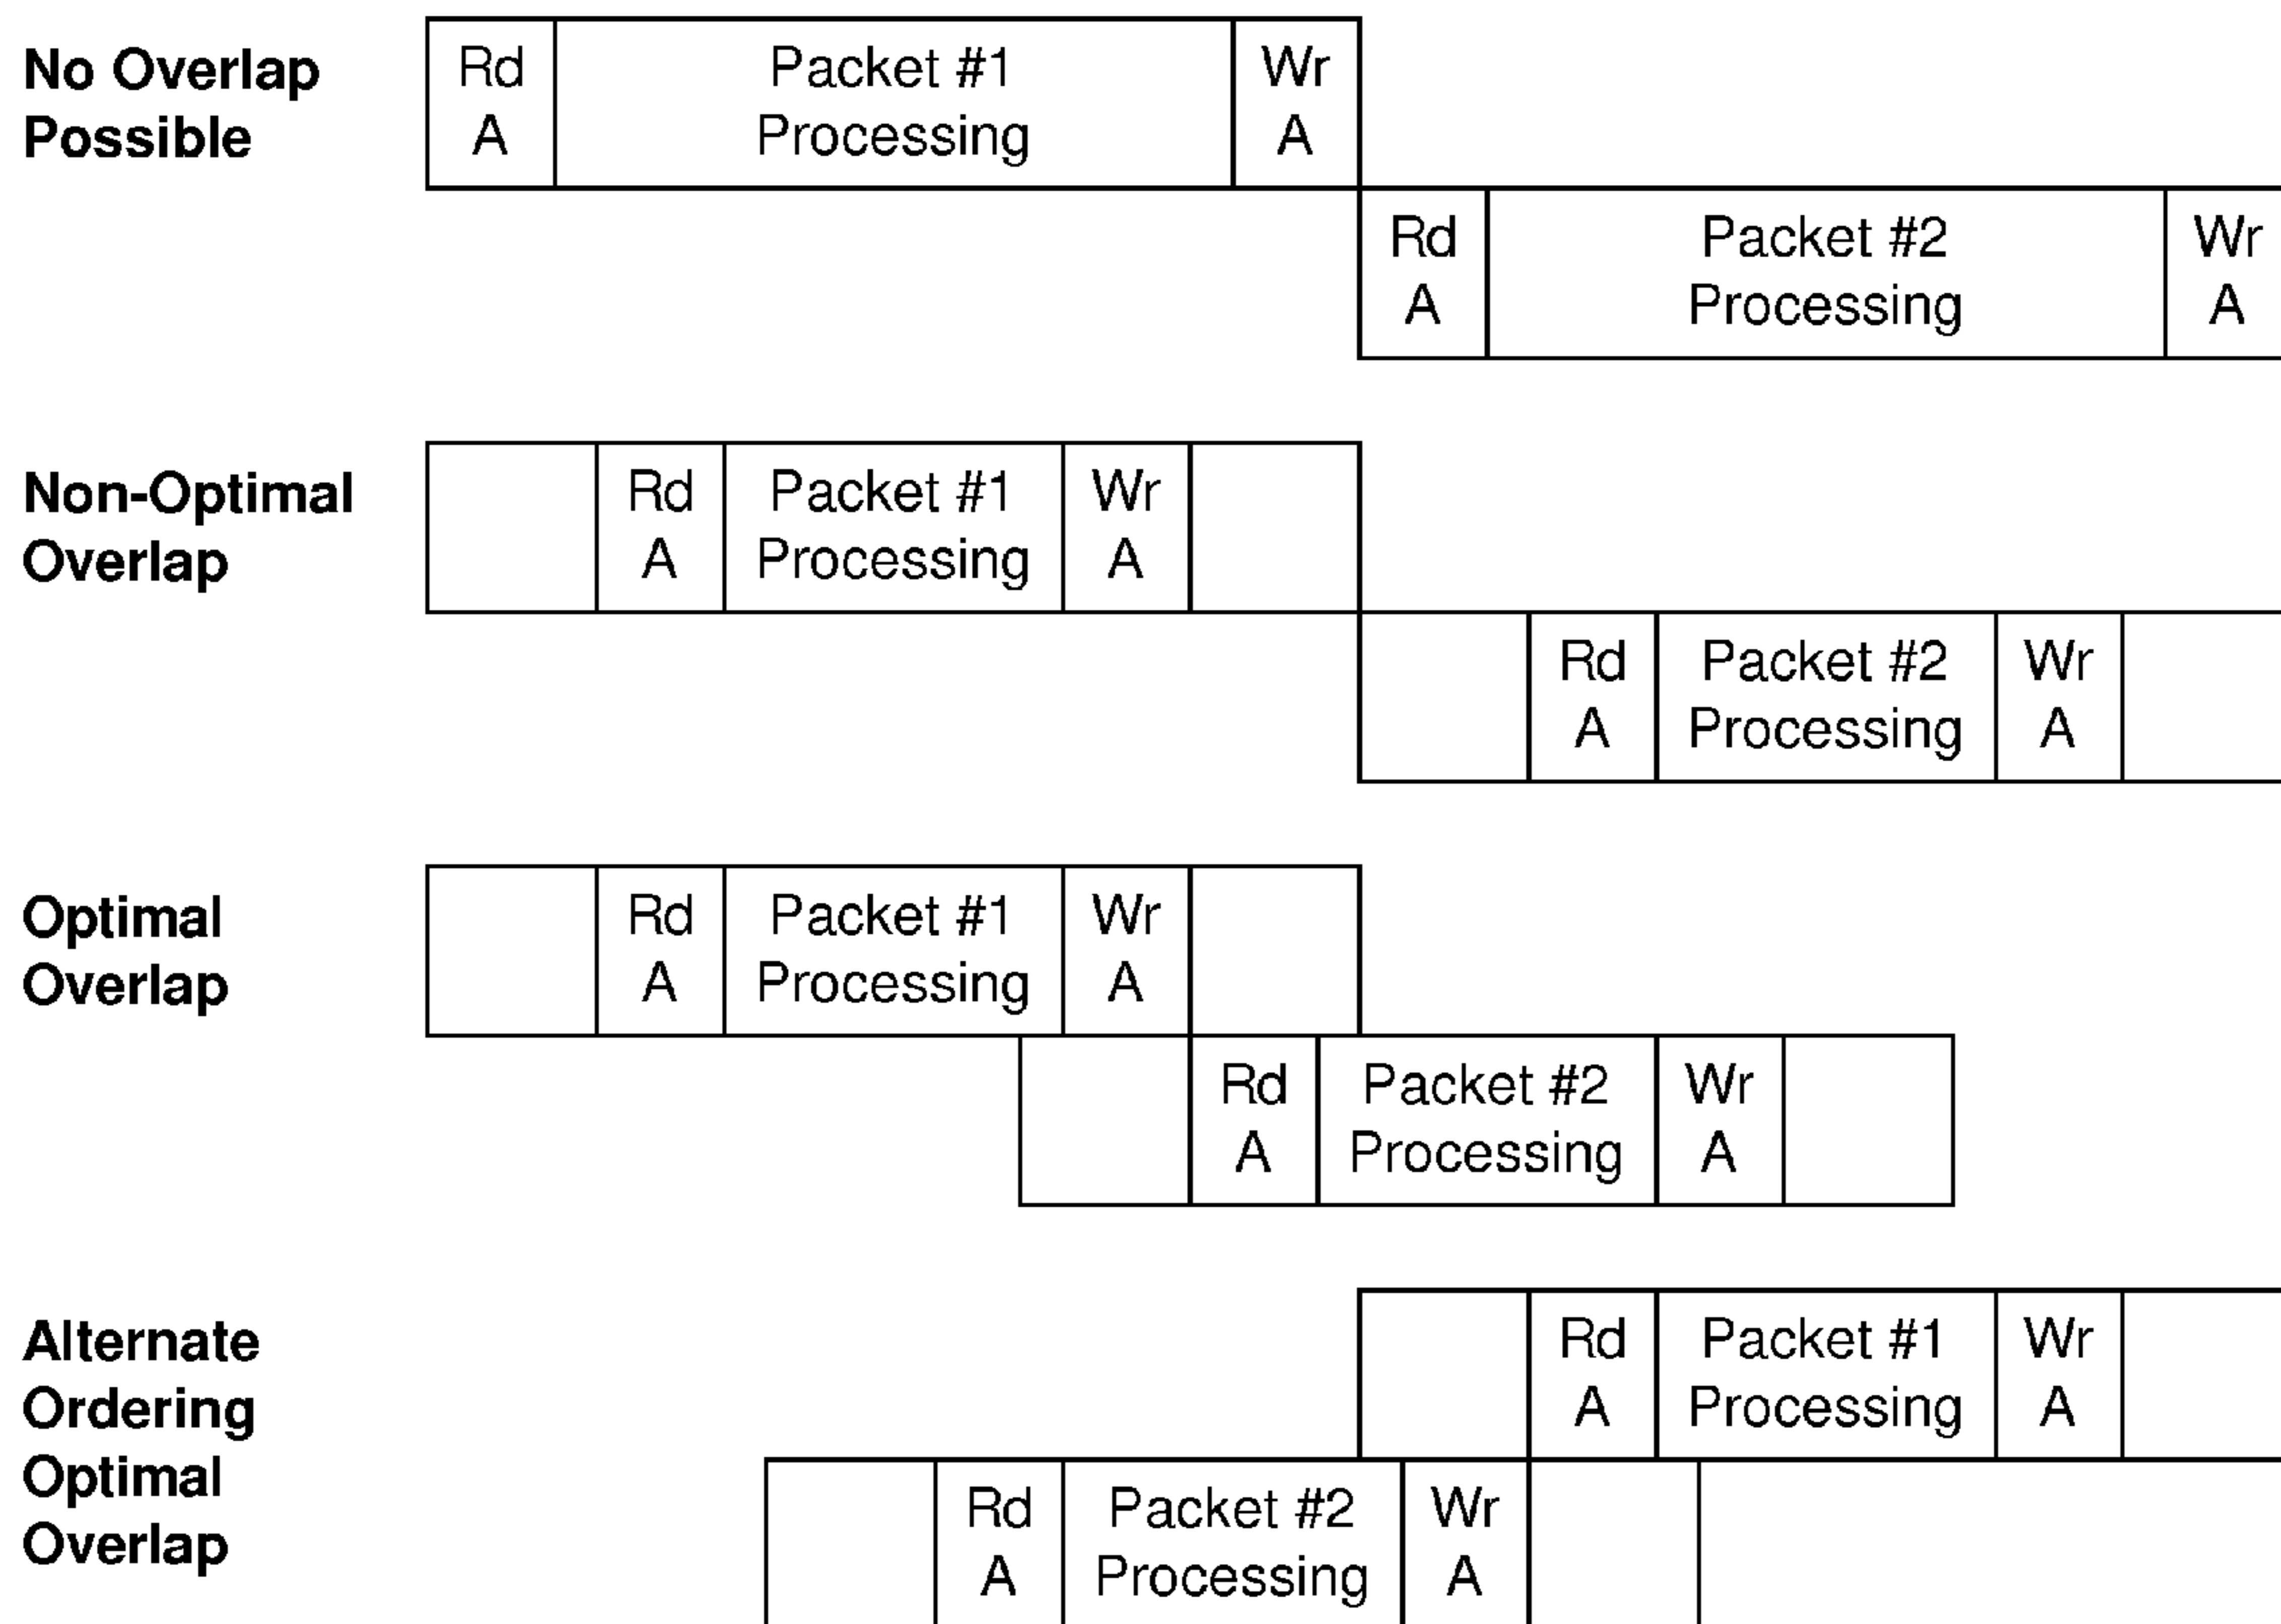 No Overlap
Possible
Rd
A
Packet #1
Processing
Wr
A
Rd
A
Packet #2
Processing
Wr
A
Non-Optimal
Overlap
Rd
A
Packet #1
Processing
Wr
A
Rd
A
Packet #2
Processing
Wr
A
Optimal
Overlap
Rd
A
Packet #1
Processing
Wr
A
Rd
A
Packet #2
Processing
Wr
A
Alternate
Ordering
Optimal
Overlap
Rd
A
Packet #1
Processing
Wr
A
Rd
A
Packet #2
Processing
Wr
A